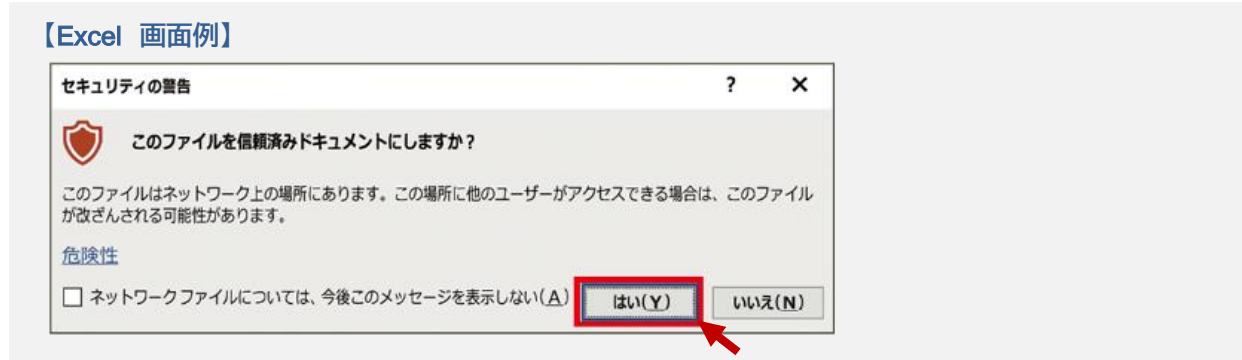 【Excel 画面例】
セキュリティの警告 ? ×
このファイルを信頼済みドキュメントにしますか？
このファイルはネットワーク上の場所にあります。この場所に他のユーザーがアクセスできる場合は、このファイル
が改ざんされる可能性があります。
危険性
ネットワーク ファイルについては、今後このメッセージを表示しない(A) はい(Y) いいえ(N)